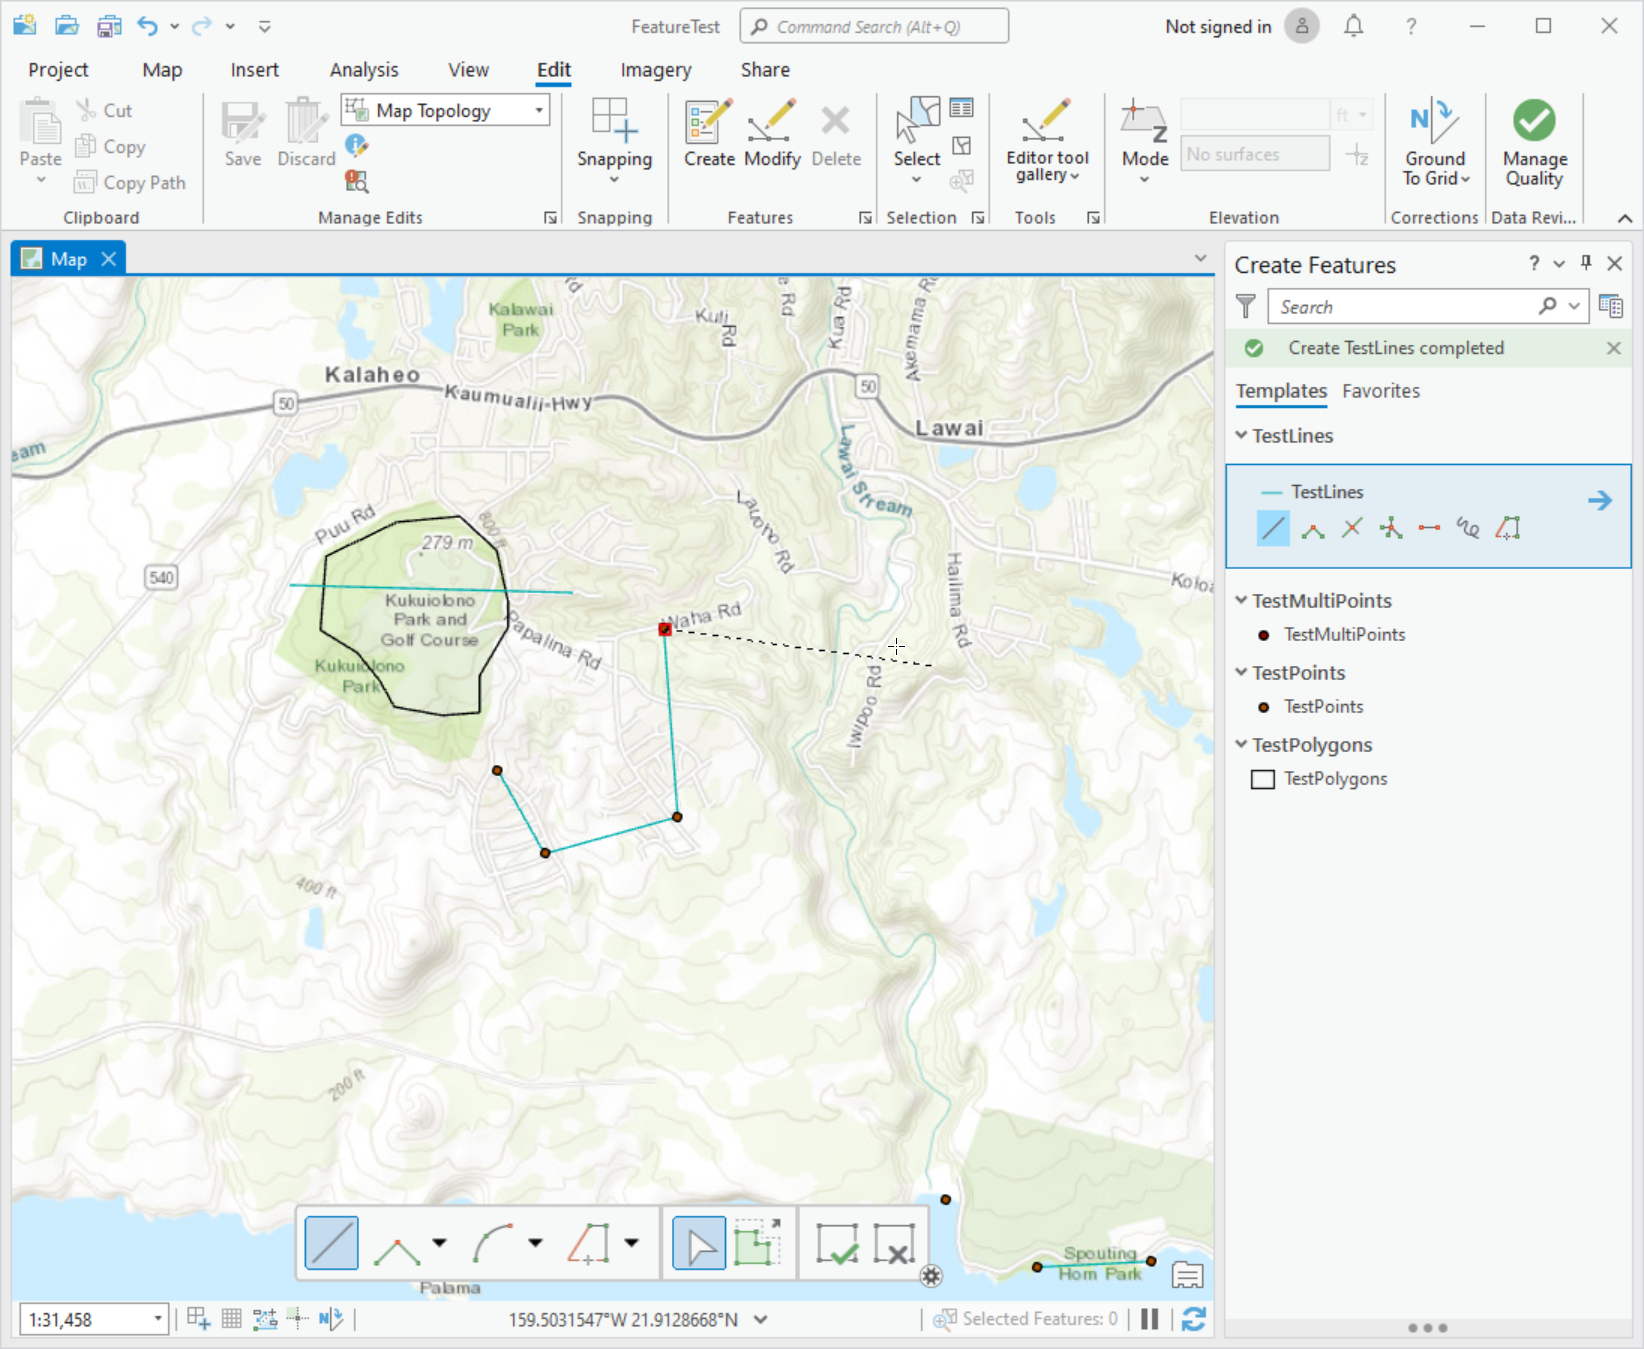 FeatureTest
Command Search (Alt+Q)
Not signed in
?
Project
Map
Insert
Analysis
View
Edit
Imagery
Share
Paste
Cut
Copy
Copy Path
Clipboard
Save
Discard
Map Topology
Manage Edits
Snapping
Snapping
Create
Modify
Delete
Features
Select
Selection
Editor tool
gallery
Tools
Mode
ft
No surfaces
Elevation
Ground
To Grid
Corrections
Manage
Quality
Data Revi...
Map
Create Features
?
Search
Create TestLines completed
Templates
Favorites
TestLines
TestLines
TestMultiPoints
TestMultiPoints
TestPoints
TestPoints
TestPolygons
TestPolygons
Kalawai
Park
Rd
Kuli
Rd
a Rd
Kua Rd
Akemama Rd
Kalaheo
50
Kaumualii-Hwy
50
Lawai
eam
Lawai Stream
Puu Rd
800 ft
279 m
Lauoho Rd
540
Hailima Rd
Koloa
Kukuiolono
Park and
Golf Course
Waha Rd
Papalina Rd
Kukuiolono
Park
Iwipoo Rd
400 ft
200 ft
Spouting
Horn Park
Palama
1:31,458
159.5031547°W 21.9128668°N
Selected Features: 0